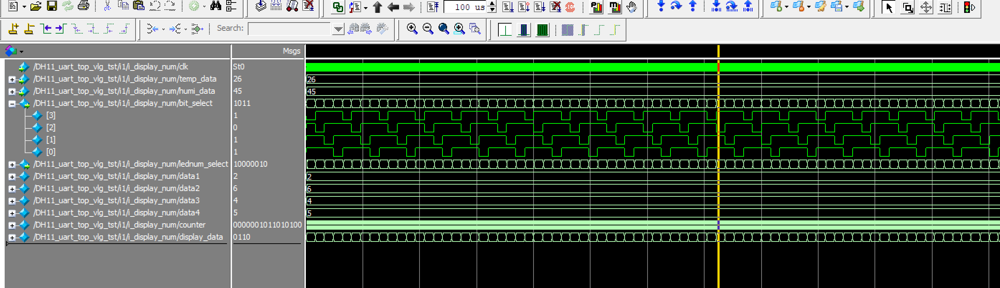 100 us
Search:
Msgs
/DH11_uart_top_vlg_tst/i1/i_display_num/clk St0
/DH11_uart_top_vlg_tst/i1/i_display_num/temp_data 26 26
/DH11_uart_top_vlg_tst/i1/i_display_num/humi_data 45 45
/DH11_uart_top_vlg_tst/i1/i_display_num/bit_select 1011
[3] 1
[2] 0
[1] 1
[0] 1
/DH11_uart_top_vlg_tst/i1/i_display_num/lednum_select 10000010
/DH11_uart_top_vlg_tst/i1/i_display_num/data1 2 2
/DH11_uart_top_vlg_tst/i1/i_display_num/data2 6 6
/DH11_uart_top_vlg_tst/i1/i_display_num/data3 4 4
/DH11_uart_top_vlg_tst/i1/i_display_num/data4 5 5
/DH11_uart_top_vlg_tst/i1/i_display_num/counter 0000001011010100
/DH11_uart_top_vlg_tst/i1/i_display_num/display_data 0110